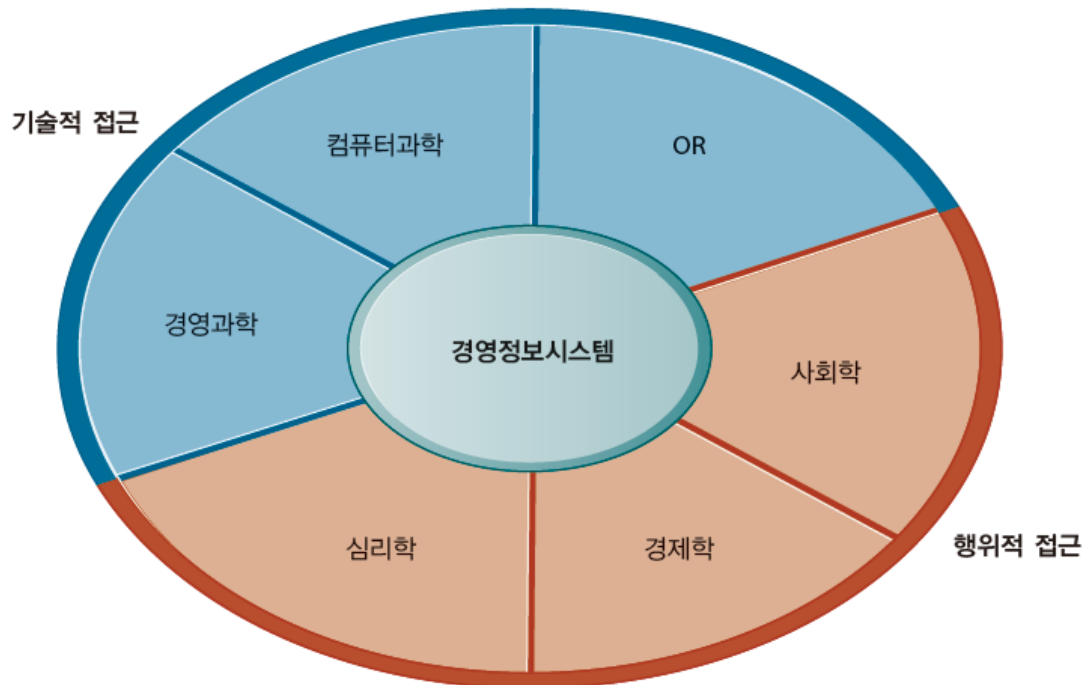 기술적 접근
컴퓨터과학
OR
경영과학
경영정보시스템
사회학
심리학
경제학
행위적 접근